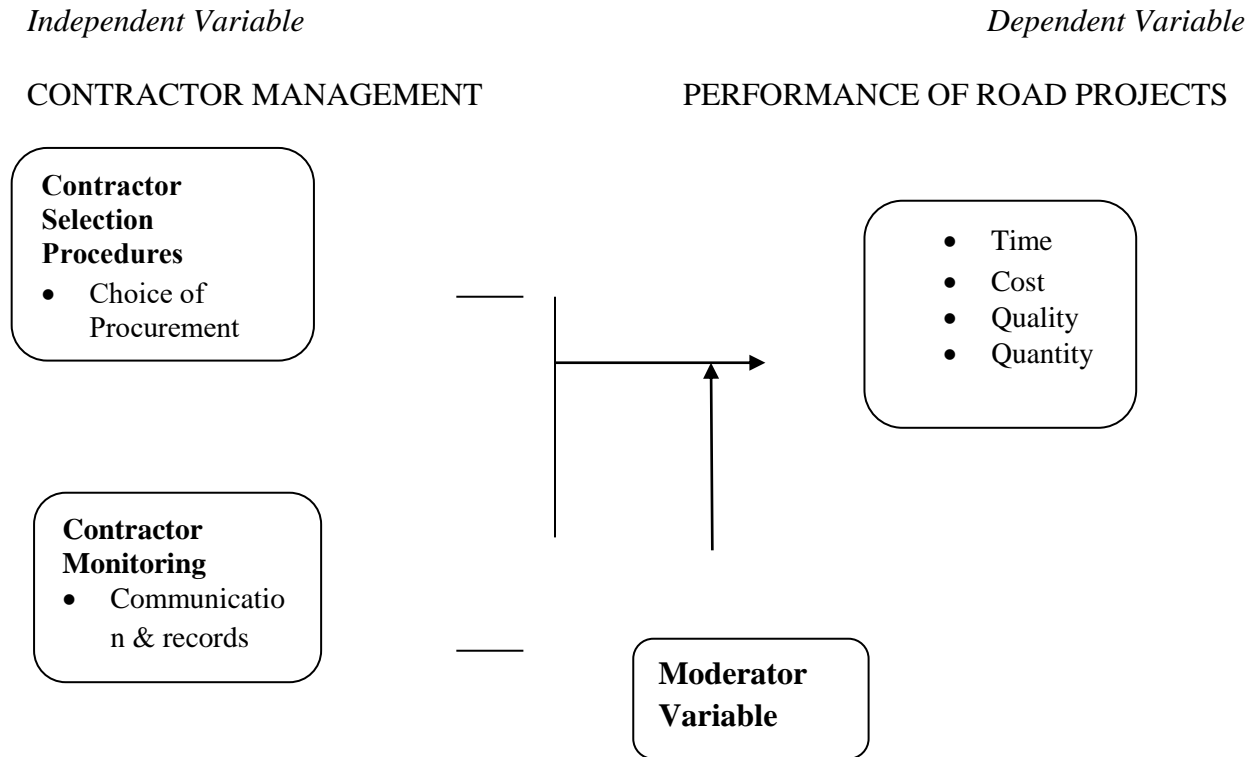 Independent Variable
Dependent Variable
CONTRACTOR MANAGEMENT
PERFORMANCE OF ROAD PROJECTS
Contractor
Selection
Procedures
• Choice of
Procurement
• Time
• Cost
• Quality
• Quantity
Contractor
Monitoring
• Communicatio
n & records
Moderator
Variable